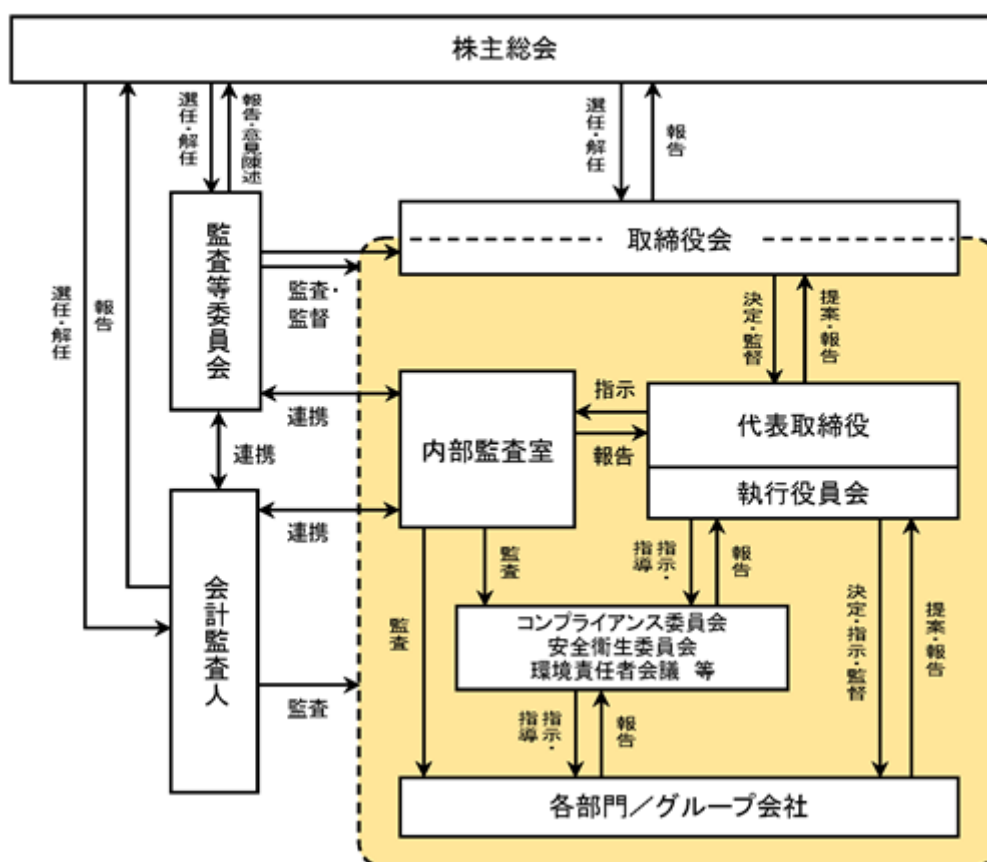 株主総会
選任・解任
報告・意見陳述
選任・解任
報告
選任・解任
報告
監査等委員会
取締役会
監査・
監督
決定・監督
提案・報告
連携
指示
報告
内部監査室
代表取締役
執行役員会
連携
連携
会計監査人
監査
監査
監査
指示・
指導
報告
コンプライアンス委員会
安全衛生委員会
環境責任者会議 等
決定・指示・監督
提案・報告
指示・
指導
報告
各部門／グループ会社